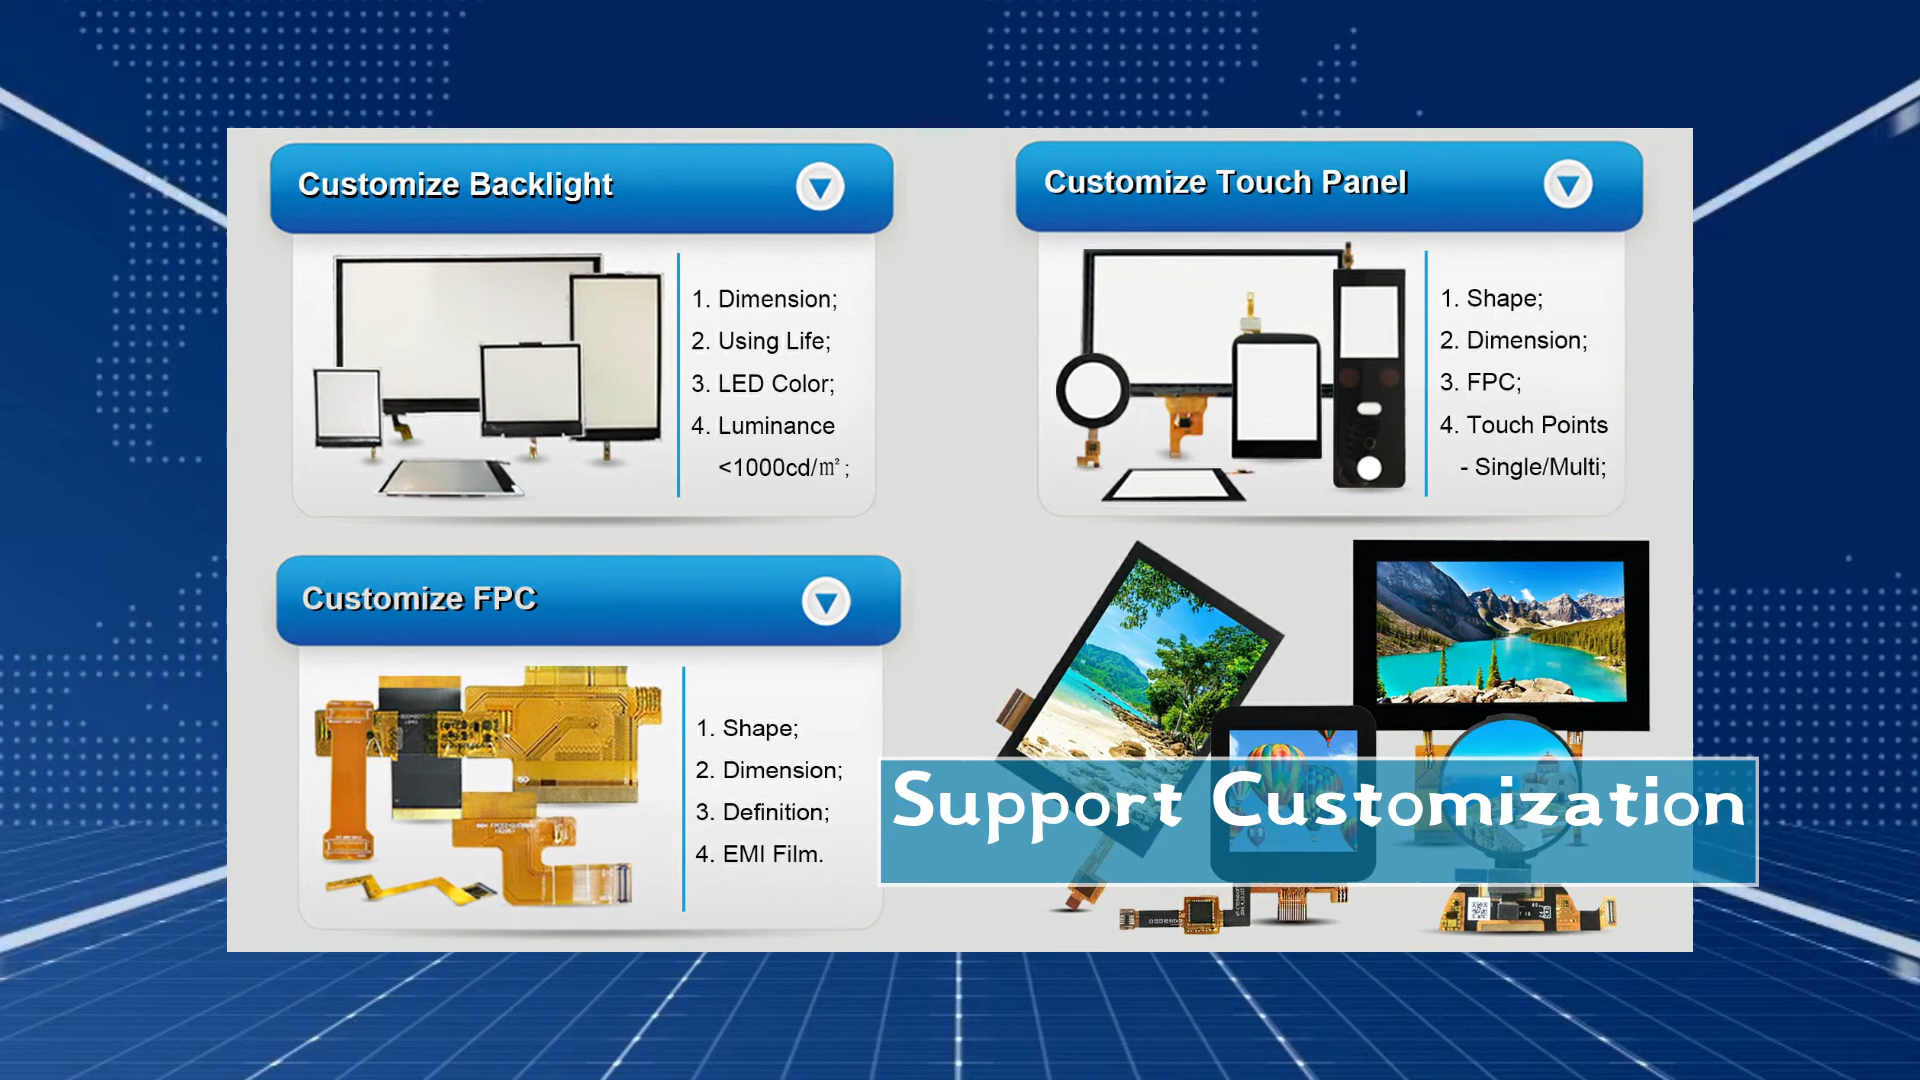 Customize Backlight
1. Dimension;
2. Using Life;
3. LED Color;
4. Luminance
<1000cd/㎡;
Customize Touch Panel
1. Shape;
2. Dimension;
3. FPC;
4. Touch Points
- Single/Multi;
Customize FPC
1. Shape;
2. Dimension;
3. Definition;
4. EMI Film.
Support Customization